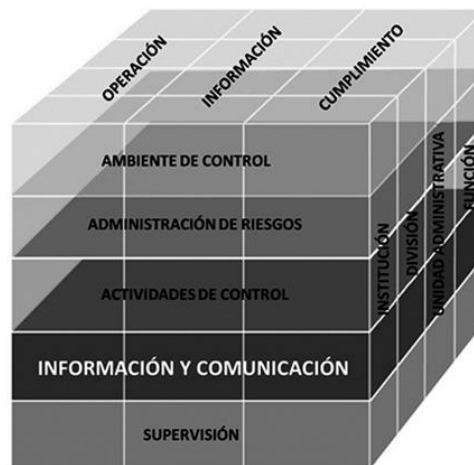 OPERACIÓN
INFORMACIÓN
CUMPLIMIENTO
AMBIENTE DE CONTROL
ADMINISTRACIÓN DE RIESGOS
ACTIVIDADES DE CONTROL
INFORMACIÓN Y COMUNICACIÓN
SUPERVISIÓN
INSTITUCIÓN
DIVISIÓN
UNIDAD ADMINISTRATIVA
FUNCIÓN